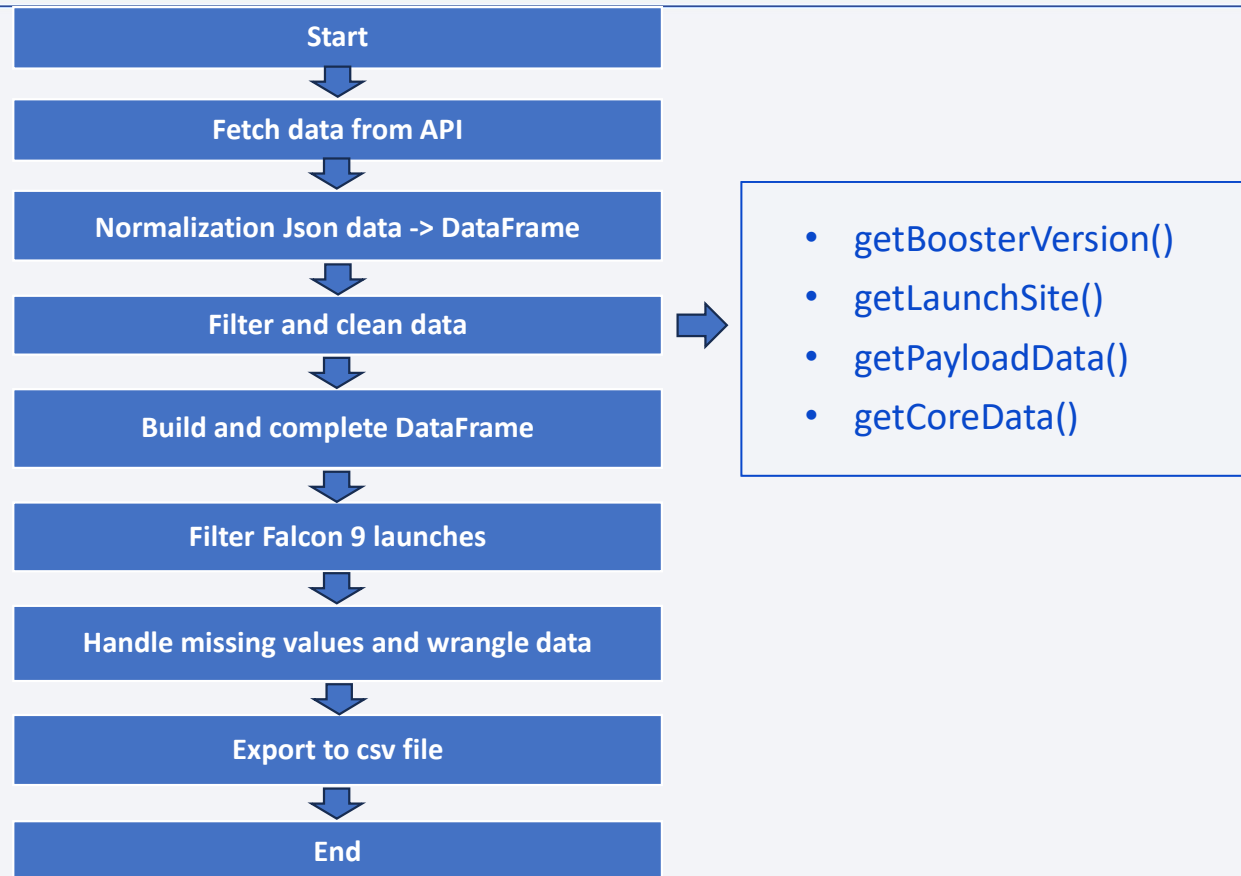 Start
Fetch data from API
Normalization Json data -> DataFrame
Filter and clean data
Build and complete DataFrame
Filter Falcon 9 launches
Handle missing values and wrangle data
Export to csv file
End
• getBoosterVersion()
• getLaunchSite()
• getPayloadData()
• getCoreData()